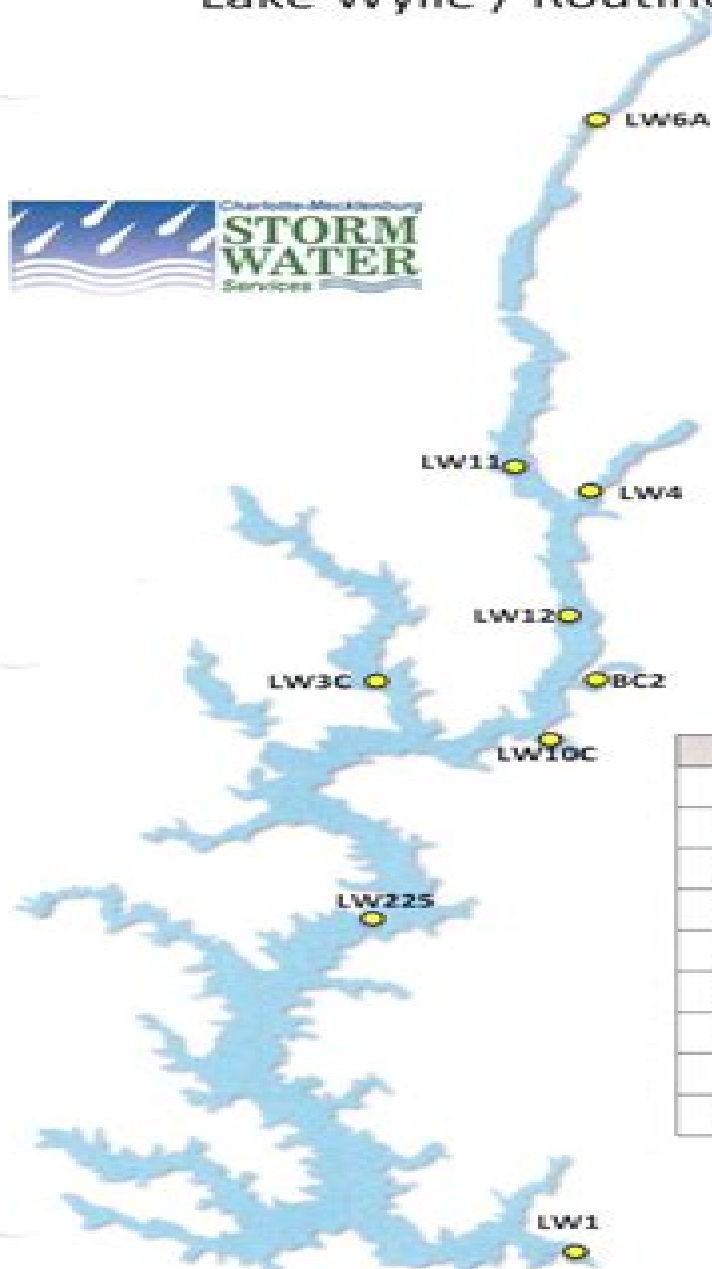 Lake Wylie / Routine
LW6A
Charlotte-Mecklenburg
STORM
WATER
Services
LW11
LW4
LW12
LW3C
BC2
LW10C
LW225
LW1